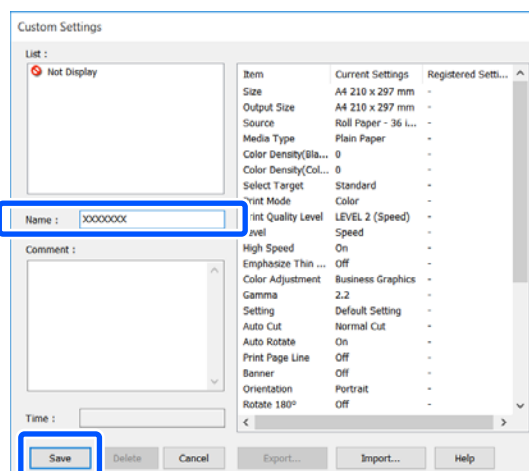 Custom Settings
List :
Not Display
Name : XXXXXXX
Comment :
Time :
Item Current Settings Registered Setti...
Size A4 210 x 297 mm -
Output Size A4 210 x 297 mm -
Source Roll Paper - 36 i... -
Media Type Plain Paper -
Color Density(Bla... 0 -
Color Density(Col... 0 -
Select Target Standard -
Print Mode Color -
Print Quality Level LEVEL 2 (Speed) -
Level Speed -
High Speed On -
Emphasize Thin ... Off -
Color Adjustment Business Graphics -
Gamma 2.2 -
Setting Default Setting -
Auto Cut Normal Cut -
Auto Rotate On -
Print Page Line Off -
Banner Off -
Orientation Portrait -
Rotate 180° Off -
Save Delete Cancel Export... Import... Help